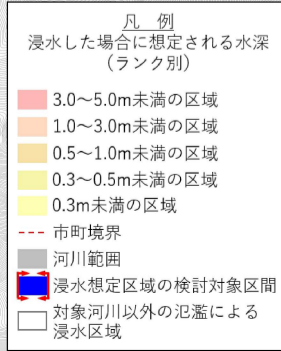 凡 例
浸水した場合に想定される水深
(ランク別)
3.0～5.0m未満の区域
1.0～3.0m未満の区域
0.5～1.0m未満の区域
0.3～0.5m未満の区域
0.3m未満の区域
市町境界
河川範囲
浸水想定区域の検討対象区間
対象河川以外の氾濫による
浸水区域